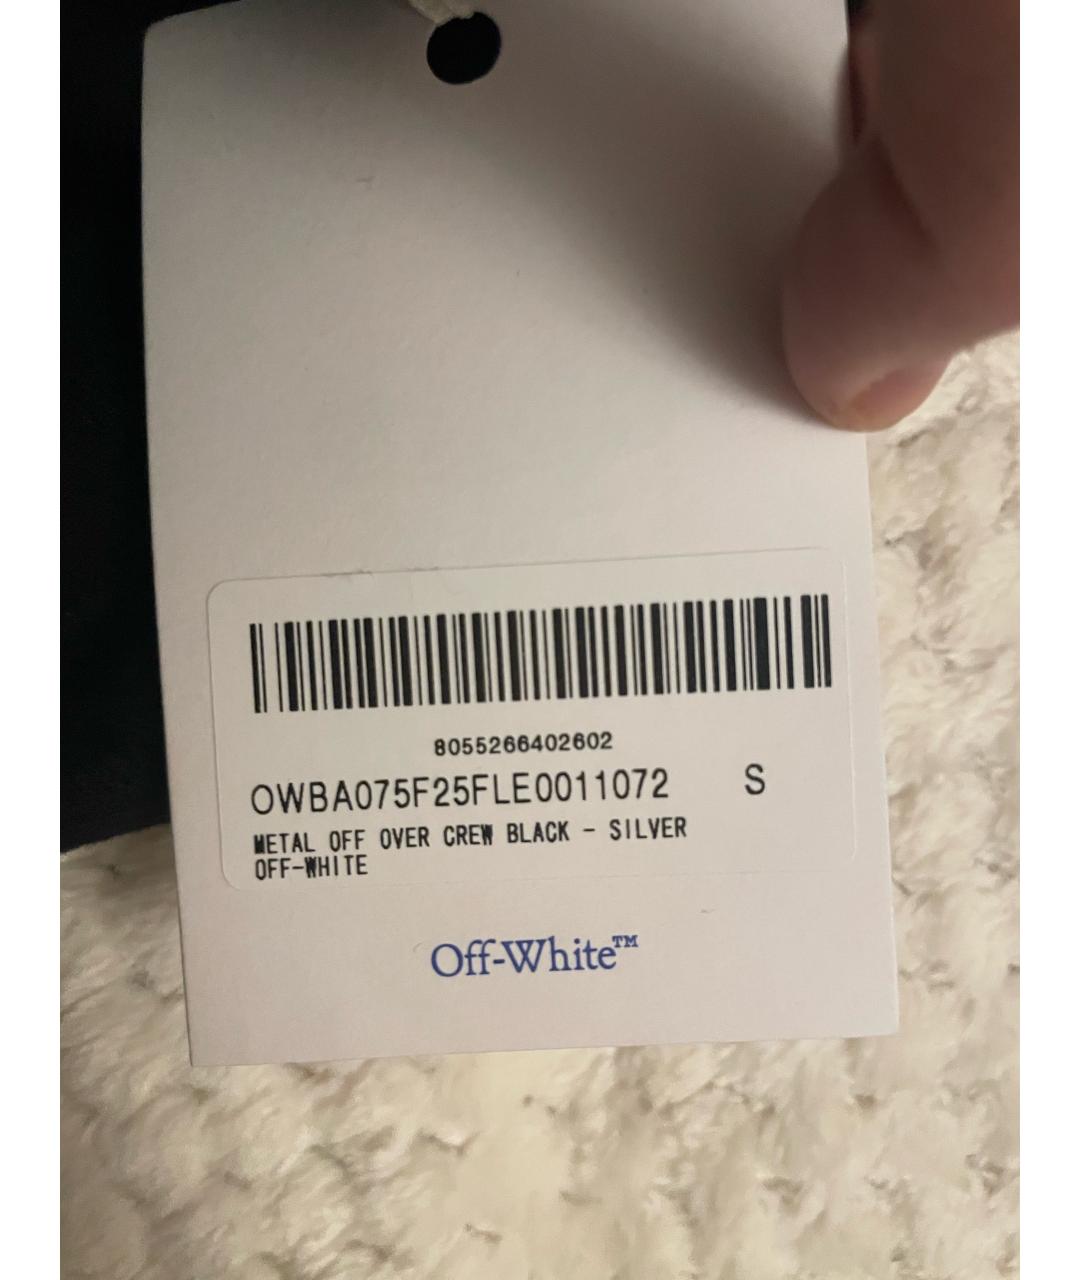 8055266402602
OWBA075F25FLE0011072 S
METAL OFF OVER CREW BLACK - SILVER
OFF-WHITE
Off-White™